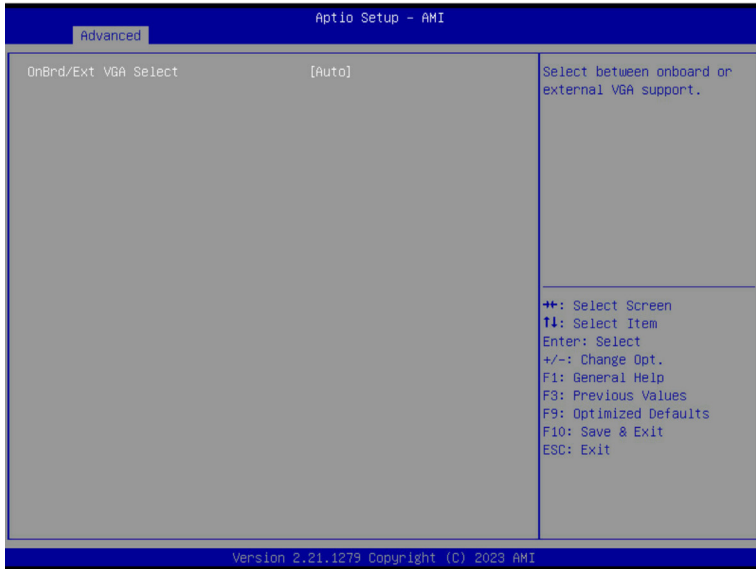 Aptio Setup - AMI
Advanced
OnBrd/Ext VGA Select [Auto]
Select between onboard or
external VGA support.
→←: Select Screen
↑↓: Select Item
Enter: Select
+/-: Change Opt.
F1: General Help
F3: Previous Values
F9: Optimized Defaults
F10: Save & Exit
ESC: Exit
Version 2.21.1279 Copyright (C) 2023 AMI